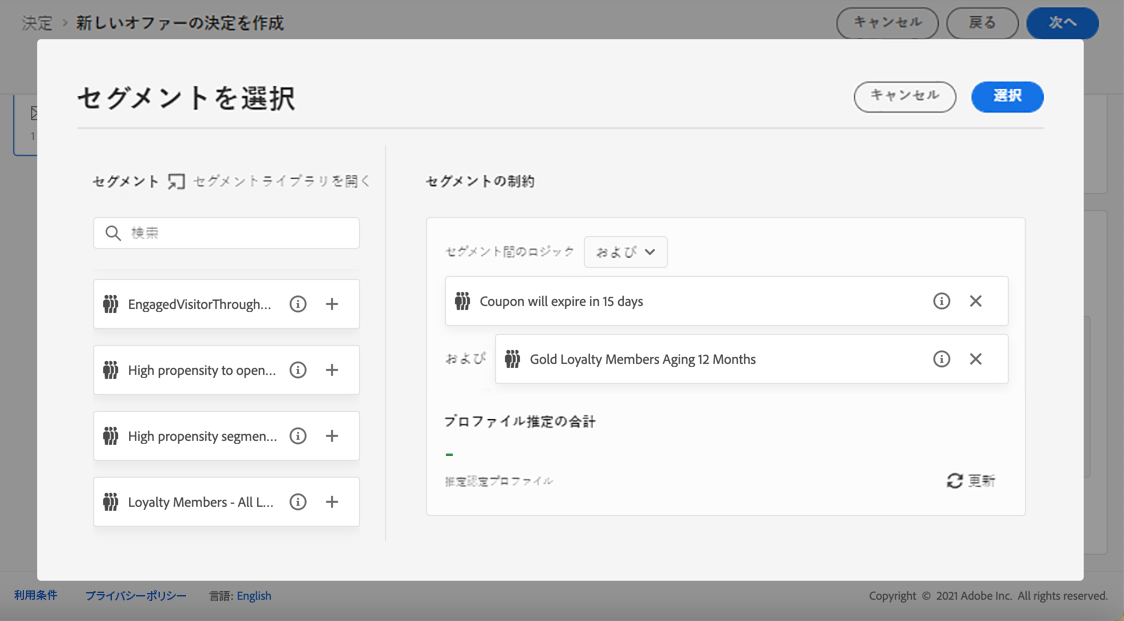 決定 > 新しいオファーの決定を作成
キャンセル 戻る 次へ
セグメントを選択
キャンセル 選択
1
セグメント セグメントライブラリを開く
検索
EngagedVisitorThrough...
High propensity to open...
High propensity segmen...
Loyalty Members - All L...
セグメントの制約
セグメント間のロジック および
Coupon will expire in 15 days
および Gold Loyalty Members Aging 12 Months
プロファイル推定の合計
-
推定認定プロファイル 更新
利用条件 プライバシーポリシー 言語: English Copyright © 2021 Adobe Inc. All rights reserved.